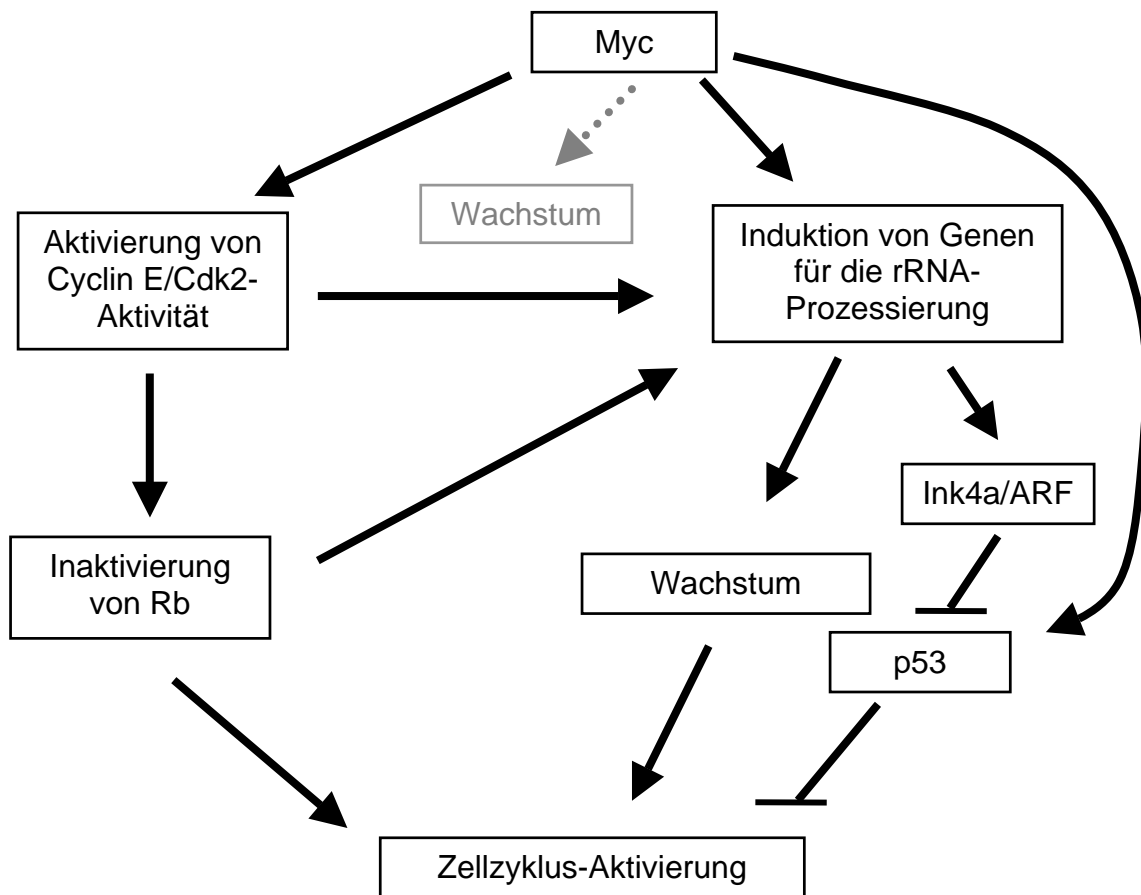 Myc
Wachstum
Aktivierung von
Cyclin E/Cdk2-
Aktivität
Induktion von Genen
für die rRNA-
Prozessierung
Ink4a/ARF
Inaktivierung
von Rb
Wachstum
p53
Zellzyklus-Aktivierung